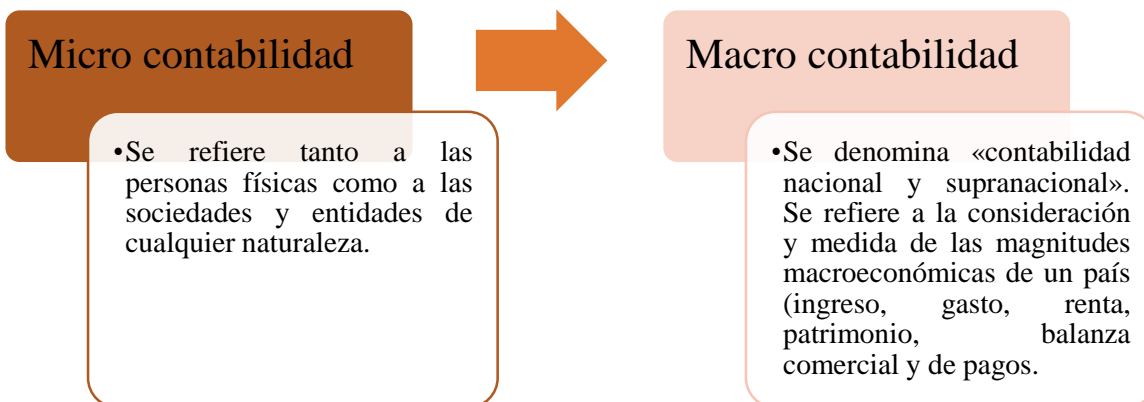 Micro contabilidad
•Se refiere tanto a las
personas físicas como a las
sociedades y entidades de
cualquier naturaleza.
Macro contabilidad
•Se denomina «contabilidad
nacional y supranacional».
Se refiere a la consideración
y medida de las magnitudes
macroeconómicas de un país
(ingreso, gasto, renta,
patrimonio, balanza
comercial y de pagos.